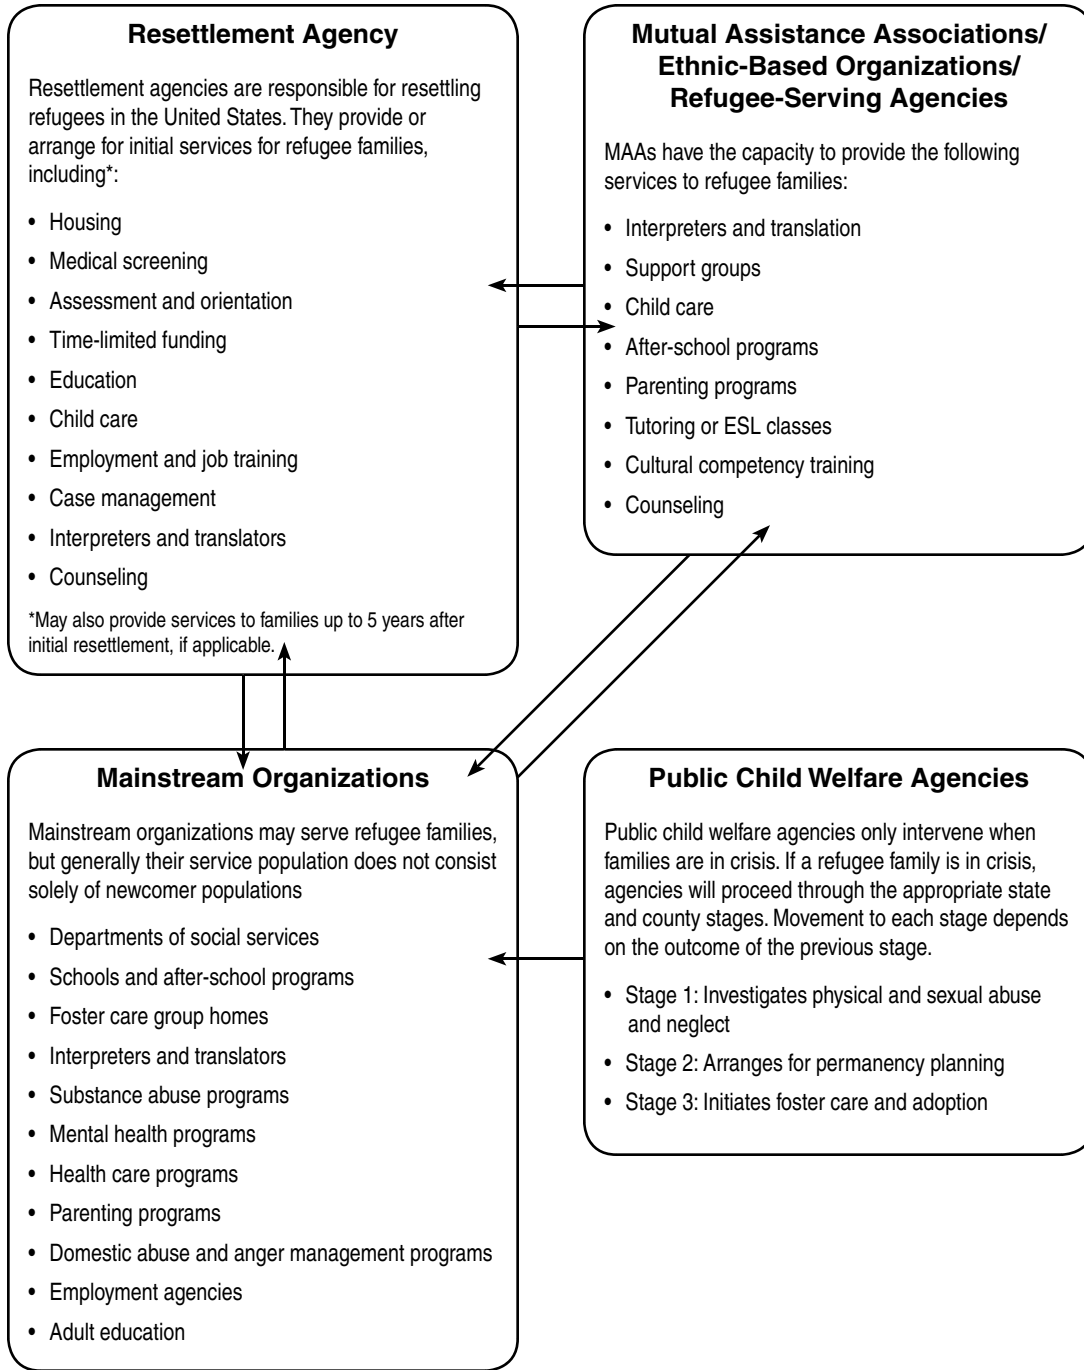 Resettlement Agency
Resettlement agencies are responsible for resettling
refugees in the United States. They provide or
arrange for initial services for refugee families,
including*:
• Housing
• Medical screening
• Assessment and orientation
• Time-limited funding
• Education
• Child care
• Employment and job training
• Case management
• Interpreters and translators
• Counseling
*May also provide services to families up to 5 years after
initial resettlement, if applicable.
Mutual Assistance Associations/
Ethnic-Based Organizations/
Refugee-Serving Agencies
MAAs have the capacity to provide the following
services to refugee families:
• Interpreters and translation
• Support groups
• Child care
• After-school programs
• Parenting programs
• Tutoring or ESL classes
• Cultural competency training
• Counseling
Mainstream Organizations
Mainstream organizations may serve refugee families,
but generally their service population does not consist
solely of newcomer populations
• Departments of social services
• Schools and after-school programs
• Foster care group homes
• Interpreters and translators
• Substance abuse programs
• Mental health programs
• Health care programs
• Parenting programs
• Domestic abuse and anger management programs
• Employment agencies
• Adult education
Public Child Welfare Agencies
Public child welfare agencies only intervene when
families are in crisis. If a refugee family is in crisis,
agencies will proceed through the appropriate state
and county stages. Movement to each stage depends
on the outcome of the previous stage.
• Stage 1: Investigates physical and sexual abuse
and neglect
• Stage 2: Arranges for permanency planning
• Stage 3: Initiates foster care and adoption